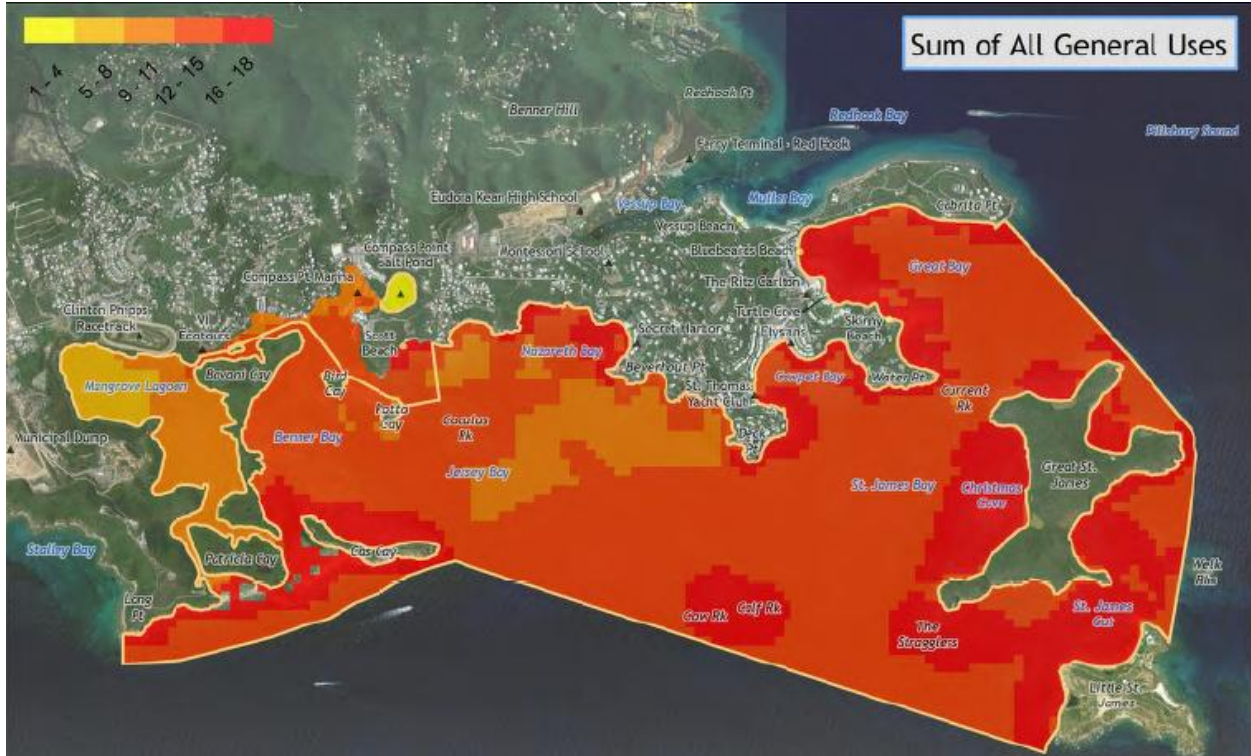 Sum of All General Uses
1 - 4
5 - 8
9 - 11
12 - 15
16 - 18
Redhook Pt
Benner Hill
Redhook Bay
Pillsbury Sound
Ferry Terminal - Red Hook
Eudora Kean High School
Vessup Bay
Muller Bay
Cabrita Pt
Vessup Beach
Compass Point
Salt Pond
Montessori School
Bluebeards Beach
Great Bay
Compass Pt Marina
The Ritz Carlton
Clinton Phipps
Racetrack
VI
Ecotours
Turtle Cove
Scott
Beach
Secret Harbor
Elysian
Skinny
Beach
Nazareth Bay
Bovoni Cay
Beverhout Pt
Cowpet Bay
Water Pt
Mangrove Lagoon
Bird
Cay
St. Thomas
Yacht Club
Current
Rk
Rotto
Cay
Coculus
Rk
Municipal Dump
Benner Bay
Jersey Bay
Great St.
James
St. James Bay
Christmas
Cove
Stalley Bay
Patricia Cay
Cas Cay
Welk
Rks
Long
Pt
Cow Rk
Calf Rk
St. James
Cut
The
Stragglers
Little St.
James